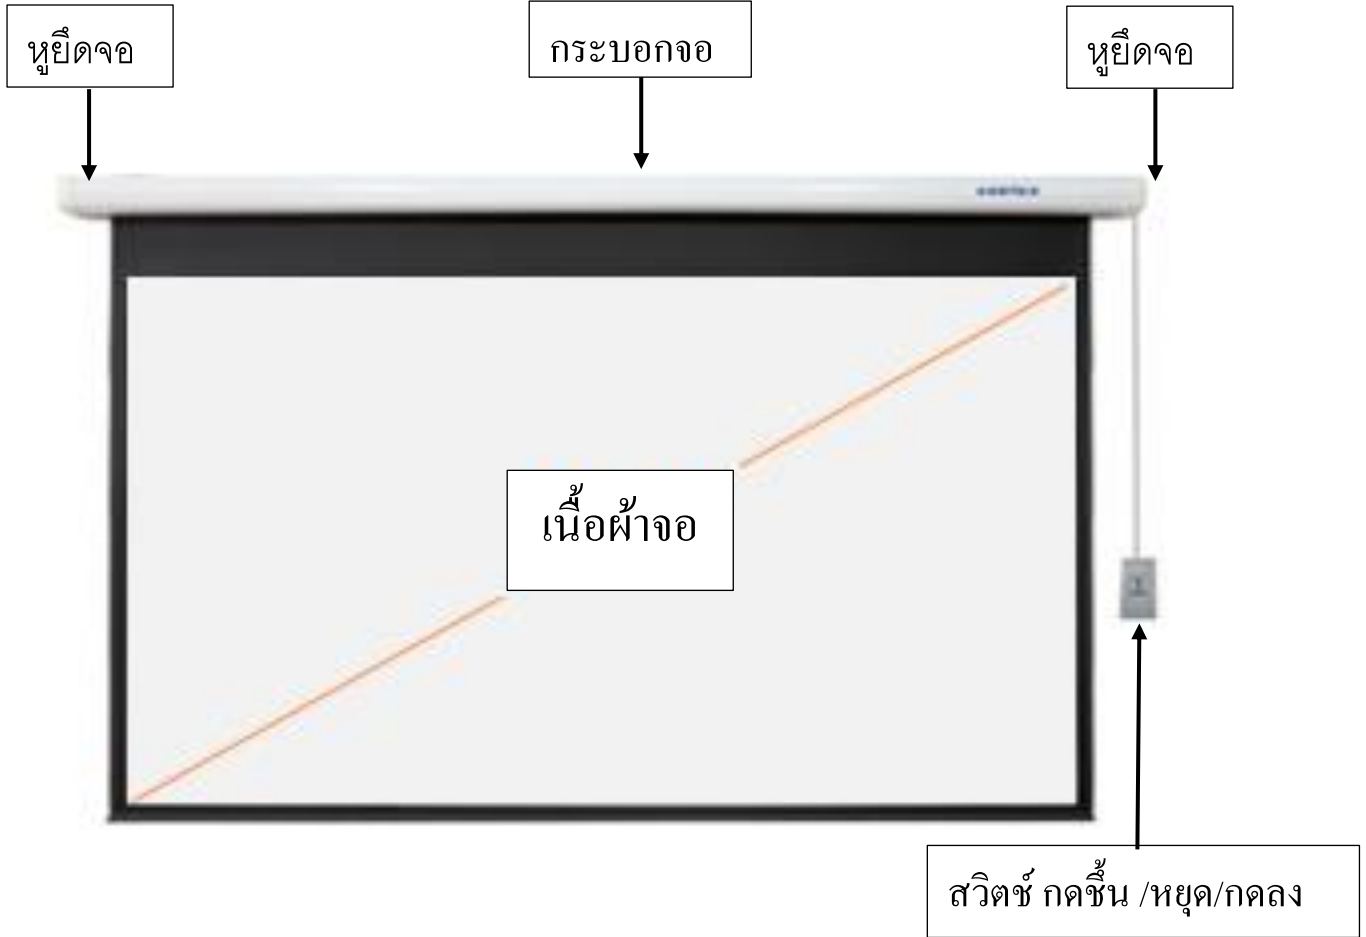 หูยึดจอ
กระบอกจอ
หูยึดจอ
เนื้อผ้าจอ
สวิตช์ กดชึ้น /หยุด/กดลง